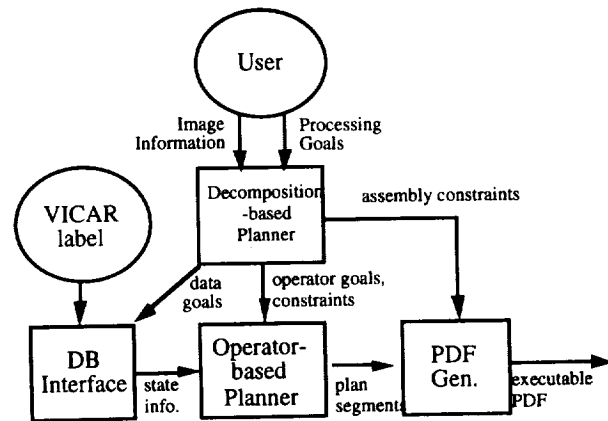 User
Image
Information
Processing
Goals
Decomposition
-based
Planner
assembly constraints
VICAR
label
data
goals
operator goals,
constraints
DB
Interface
state
info.
Operator-
based
Planner
plan
segments
PDF
Gen.
executable
PDF